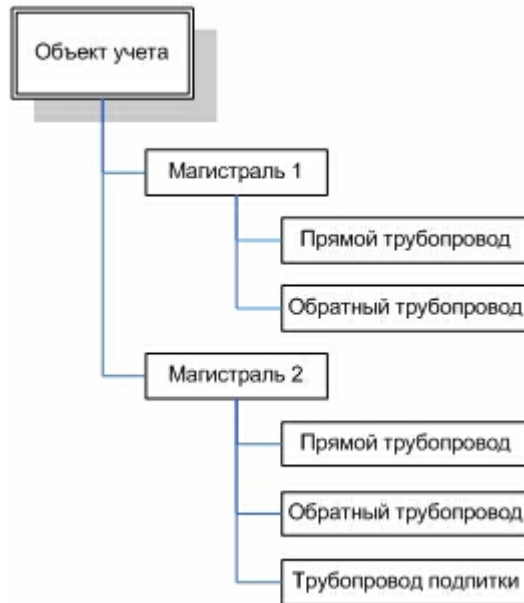 Объект учета
Магистраль 1
Прямой трубопровод
Обратный трубопровод
Магистраль 2
Прямой трубопровод
Обратный трубопровод
Трубопровод подпитки